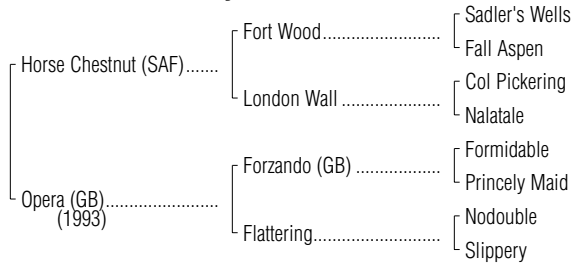 Sadler's Wells
Fort Wood.......................
Fall Aspen
Horse Chestnut (SAF).......
Col Pickering
London Wall ...................
Nalatale
Formidable
Forzando (GB) ................
Princely Maid
Opera (GB).....................
(1993)
Nodouble
Flattering........................
Slippery